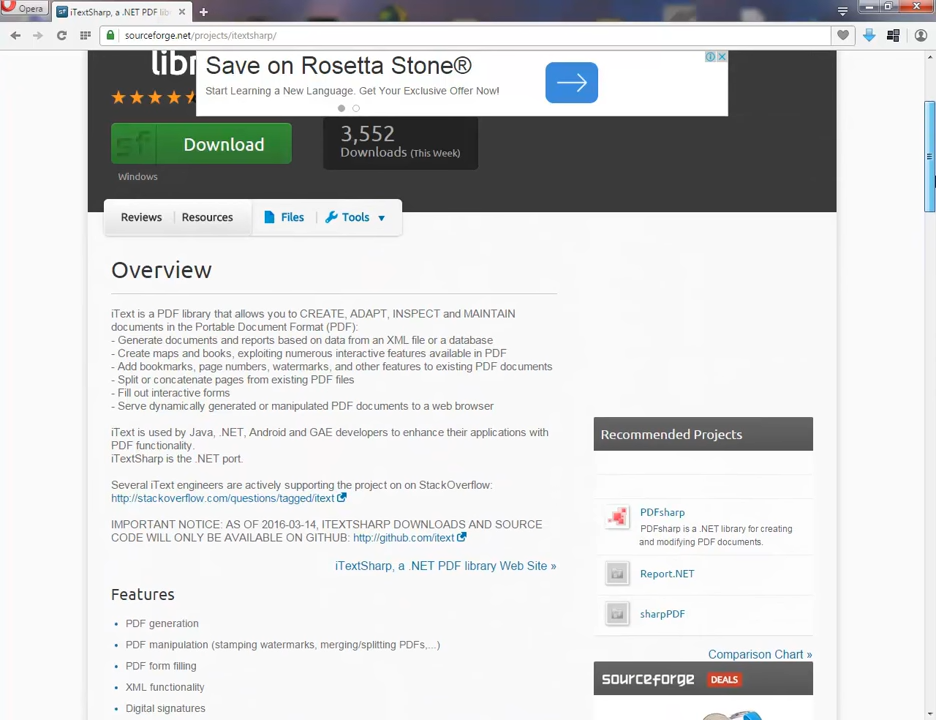 Opera
iTextSharp, a .NET PDF lib
sourceforge.net/projects/itextsharp/
Save on Rosetta Stone®
Start Learning a New Language. Get Your Exclusive Offer Now!
sf Download
Windows
3,552
Downloads (This Week)
Reviews Resources Files Tools
Overview
iText is a PDF library that allows you to CREATE, ADAPT, INSPECT and MAINTAIN
documents in the Portable Document Format (PDF):
- Generate documents and reports based on data from an XML file or a database
- Create maps and books, exploiting numerous interactive features available in PDF
- Add bookmarks, page numbers, watermarks, and other features to existing PDF documents
- Split or concatenate pages from existing PDF files
- Fill out interactive forms
- Serve dynamically generated or manipulated PDF documents to a web browser
iText is used by Java, .NET, Android and GAE developers to enhance their applications with
PDF functionality.
iTextSharp is the .NET port.
Several iText engineers are actively supporting the project on on StackOverflow:
http://stackoverflow.com/questions/tagged/itext
IMPORTANT NOTICE: AS OF 2016-03-14, ITEXTSHARP DOWNLOADS AND SOURCE
CODE WILL ONLY BE AVAILABLE ON GITHUB: http://github.com/itext
iTextSharp, a .NET PDF library Web Site »
Features
• PDF generation
• PDF manipulation (stamping watermarks, merging/splitting PDFs,...)
• PDF form filling
• XML functionality
• Digital signatures
Recommended Projects
PDFsharp
PDFsharp is a .NET library for creating
and modifying PDF documents.
Report.NET
sharpPDF
Comparison Chart »
sourceforge DEALS